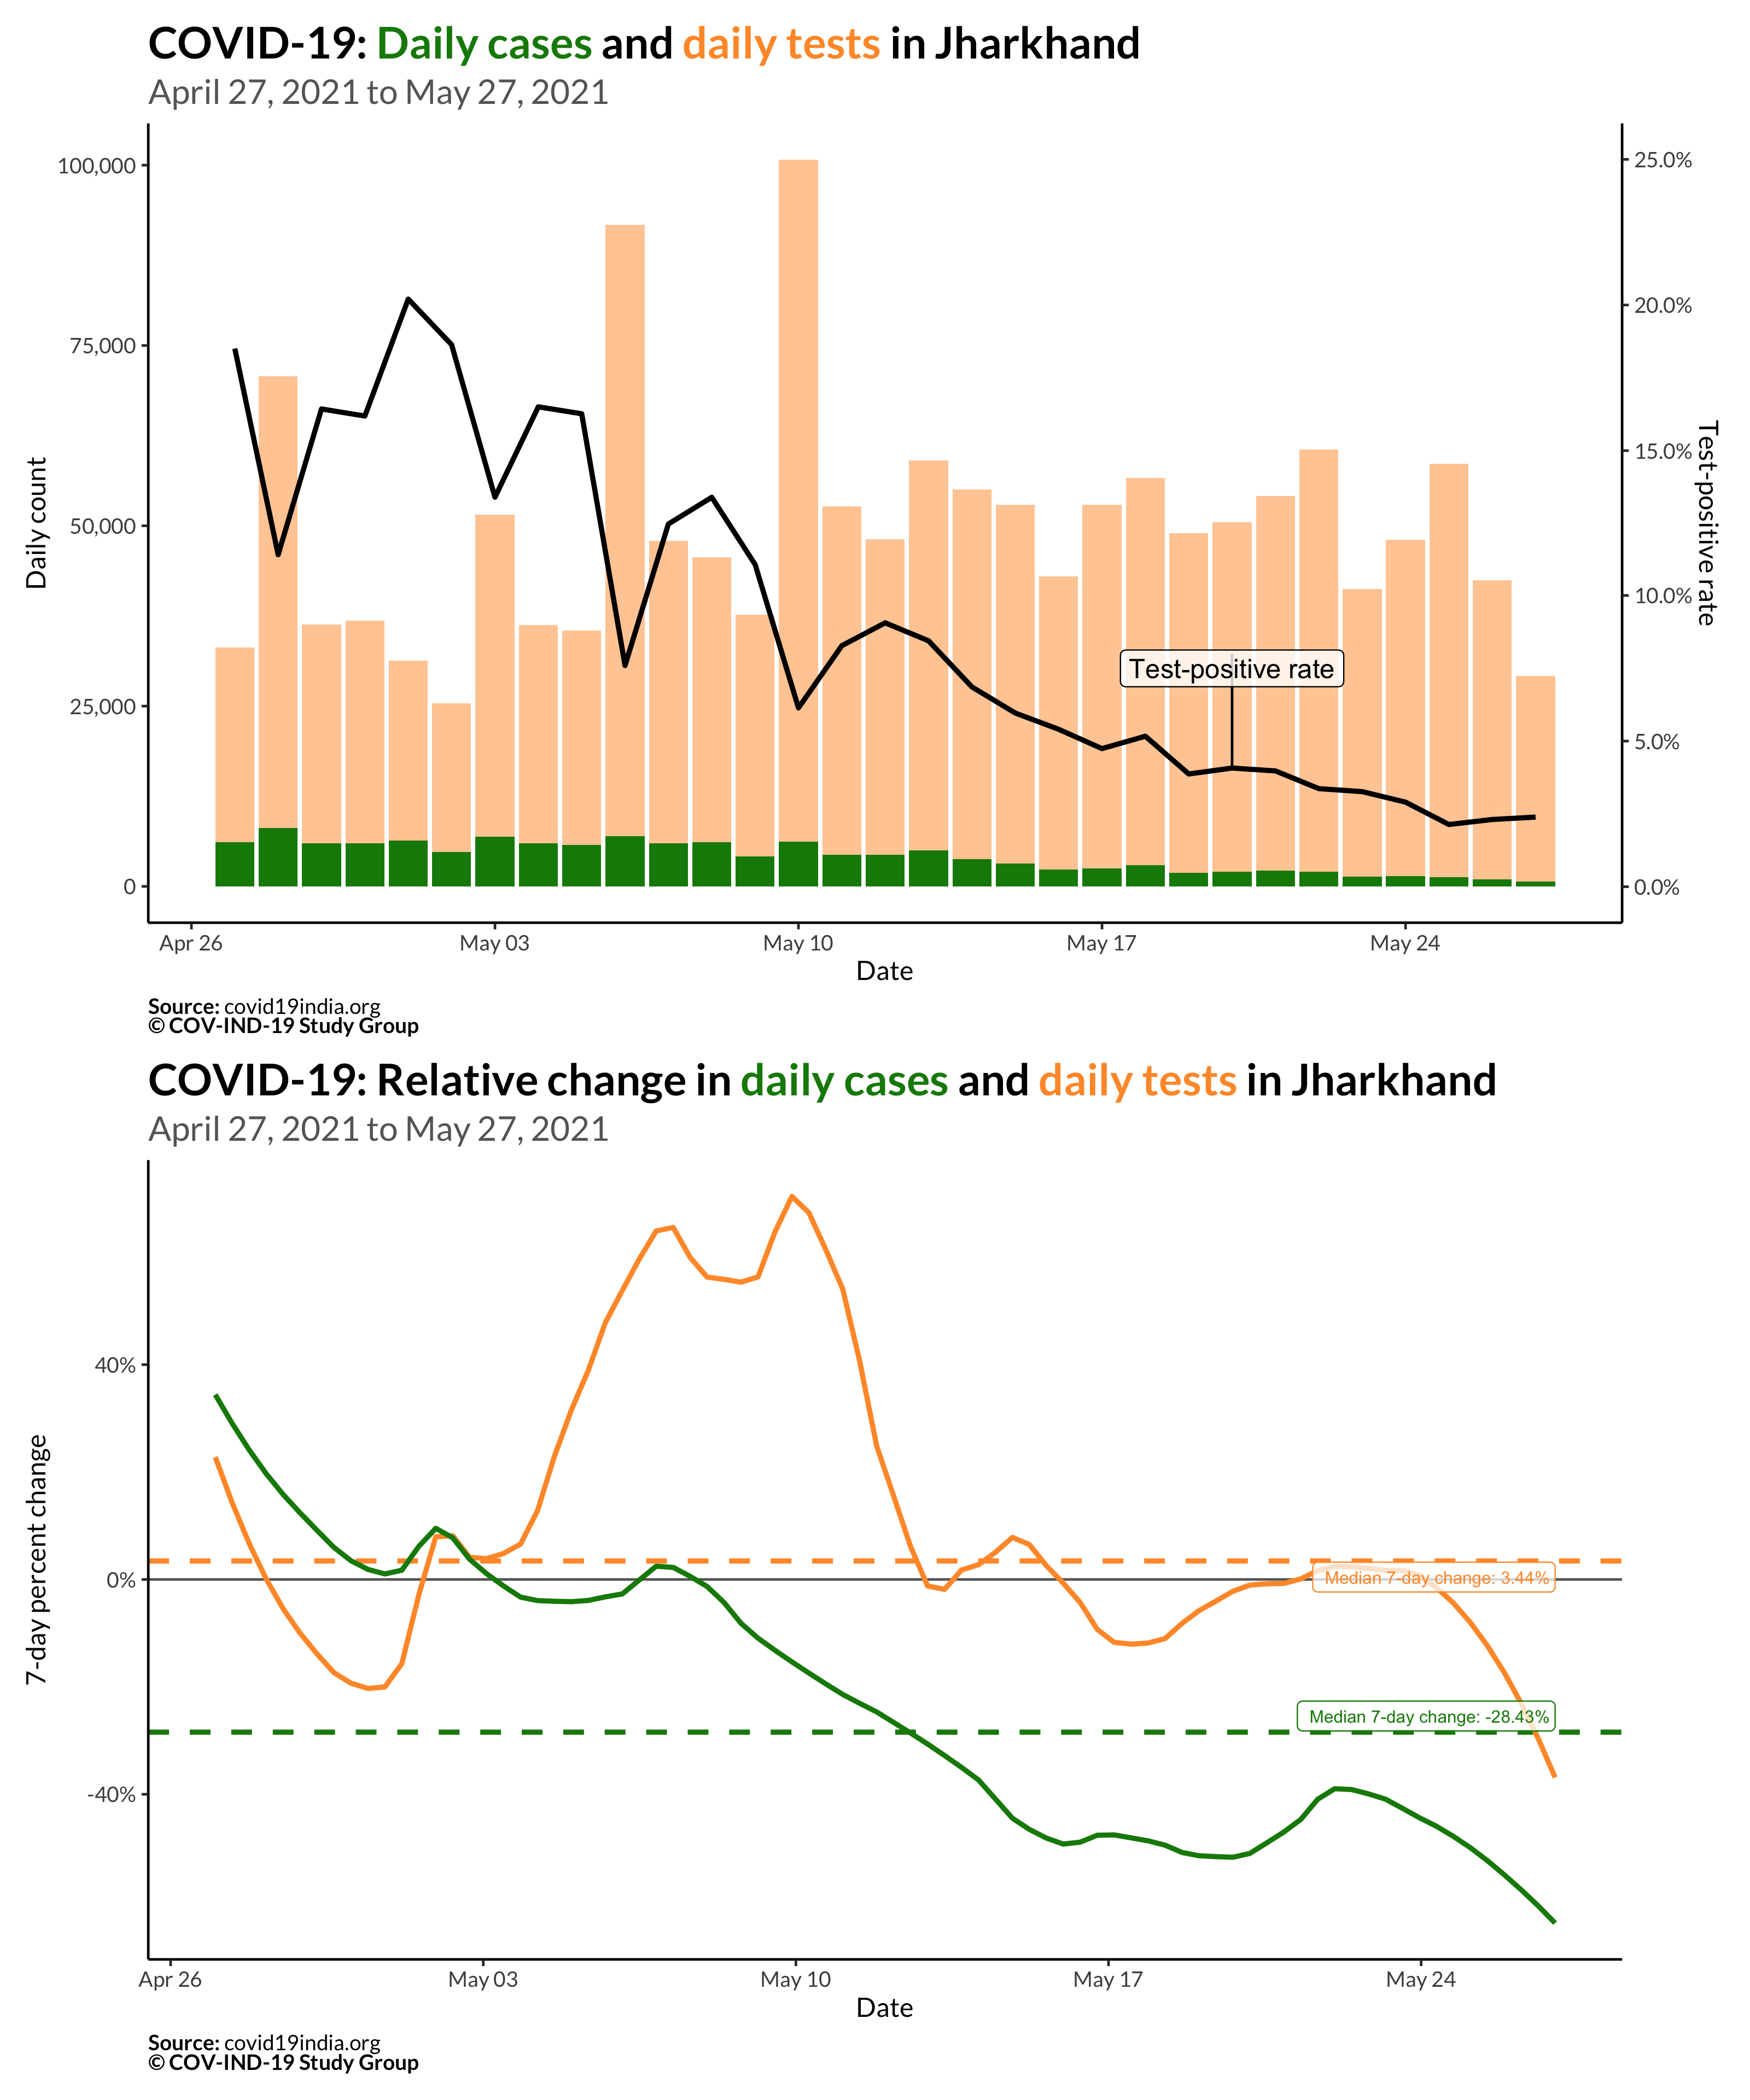 COVID-19: Daily cases and daily tests in Jharkhand
April 27, 2021 to May 27, 2021
100,000
75,000
50,000
25,000
0
Daily count
25.0%
20.0%
15.0%
10.0%
5.0%
0.0%
Test-positive rate
Test-positive rate
Apr 26
May 03
May 10
May 17
May 24
Date
Source: covid19india.org
© COV-IND-19 Study Group
COVID-19: Relative change in daily cases and daily tests in Jharkhand
April 27, 2021 to May 27, 2021
40%
0%
-40%
7-day percent change
Median 7-day change: 3.44%
Median 7-day change: -28.43%
Apr 26
May 03
May 10
May 17
May 24
Date
Source: covid19india.org
© COV-IND-19 Study Group